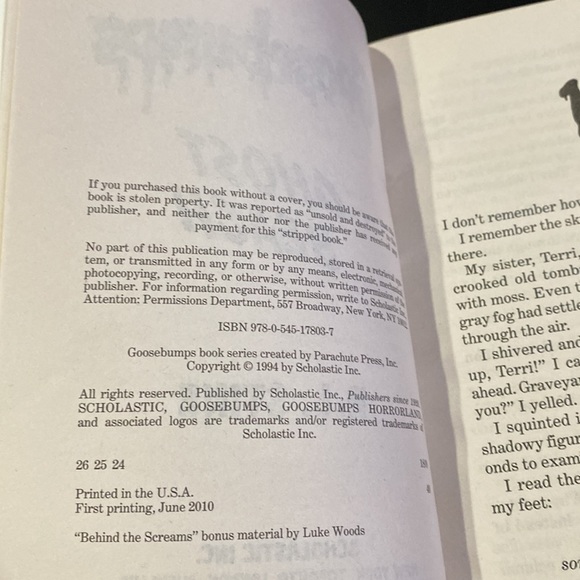 If you purchased this book without a cover, you should be aware that this
book is stolen property. It was reported as "unsold and destroyed" to the
publisher, and neither the author nor the publisher has received any
payment for this "stripped book."
No part of this publication may be reproduced, stored in a retrieval sys-
tem, or transmitted in any form or by any means, electronic, mechanical,
photocopying, recording, or otherwise, without written permission of the
publisher. For information regarding permission, write to Scholastic Inc.,
Attention: Permissions Department, 557 Broadway, New York, NY 10012.
ISBN 978-0-545-17803-7
Goosebumps book series created by Parachute Press, Inc.
Copyright © 1994 by Scholastic Inc.
All rights reserved. Published by Scholastic Inc., Publishers since 1920.
SCHOLASTIC, GOOSEBUMPS, GOOSEBUMPS HORRORLAND
and associated logos are trademarks and/or registered trademarks of
Scholastic Inc.
26 25 24
Printed in the U.S.A.
First printing, June 2010
"Behind the Screams" bonus material by Luke Woods
I don't remember how
I remember the sk
there.
My sister, Terri,
crooked old tomb
with moss. Even t
gray fog had settle
through the air.
I shivered and
up, Terri!" I ca
ahead. Graveya
you?" I yelled.
I squinted i
shadowy figur
onds to exam
I read the
my feet:
so